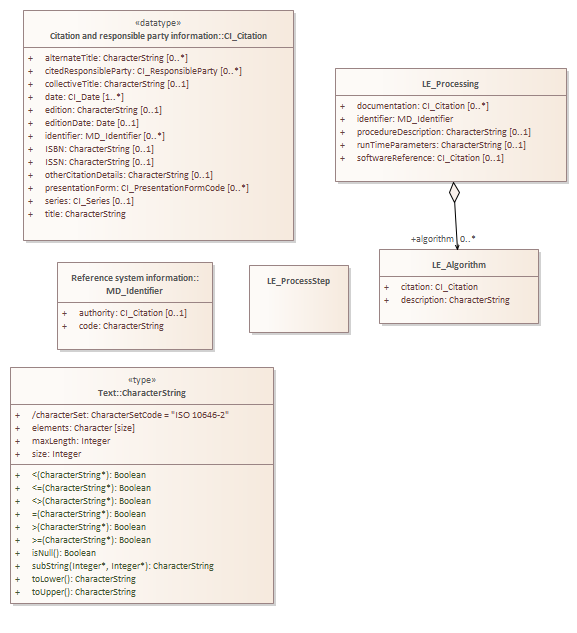 «datatype»
Citation and responsible party information::CI_Citation
+ alternateTitle: CharacterString [0..*]
+ citedResponsibleParty: CI_ResponsibleParty [0..*]
+ collectiveTitle: CharacterString [0..1]
+ date: CI_Date [1..*]
+ edition: CharacterString [0..1]
+ editionDate: Date [0..1]
+ identifier: MD_Identifier [0..*]
+ ISBN: CharacterString [0..1]
+ ISSN: CharacterString [0..1]
+ otherCitationDetails: CharacterString [0..1]
+ presentationForm: CI_PresentationFormCode [0..*]
+ series: CI_Series [0..1]
+ title: CharacterString
LE_Processing
+ documentation: CI_Citation [0..*]
+ identifier: MD_Identifier
+ procedureDescription: CharacterString [0..1]
+ runTimeParameters: CharacterString [0..1]
+ softwareReference: CI_Citation [0..1]
+algorithm 0..*
Reference system information::
MD_Identifier
+ authority: CI_Citation [0..1]
+ code: CharacterString
LE_ProcessStep
LE_Algorithm
+ citation: CI_Citation
+ description: CharacterString
«type»
Text::CharacterString
+ /characterSet: CharacterSetCode = "ISO 10646-2"
+ elements: Character [size]
+ maxLength: Integer
+ size: Integer
+ <(CharacterString*): Boolean
+ <=(CharacterString*): Boolean
+ <>(CharacterString*): Boolean
+ =(CharacterString*): Boolean
+ >(CharacterString*): Boolean
+ >=(CharacterString*): Boolean
+ isNull(): Boolean
+ subString(Integer*, Integer*): CharacterString
+ toLower(): CharacterString
+ toUpper(): CharacterString